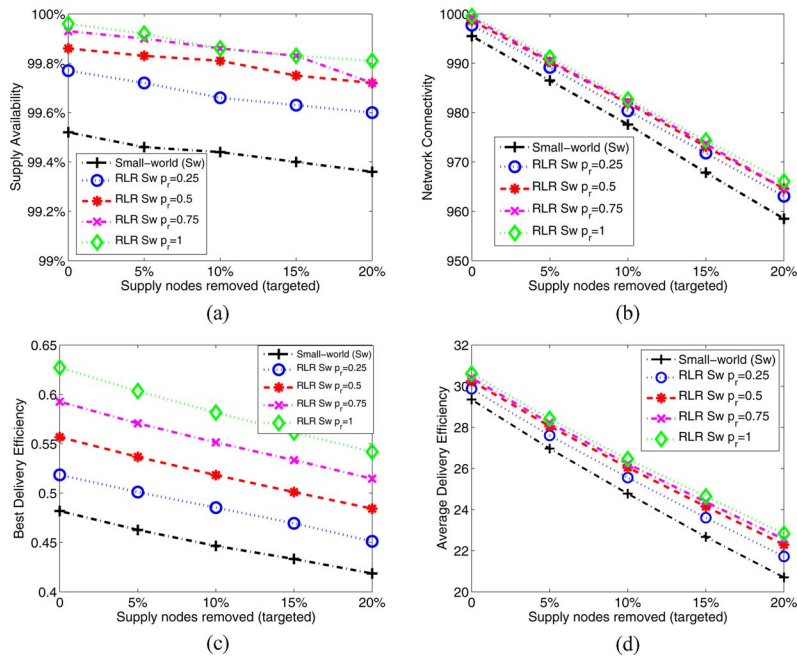 100%
99.8%
99.6%
99.4%
99.2%
99%
Supply Availability
Small-world (Sw)
RLR Sw pr=0.25
RLR Sw pr=0.5
RLR Sw pr=0.75
RLR Sw pr=1
0 5% 10% 15% 20%
Supply nodes removed (targeted)
(a)
1000
990
980
970
960
950
Network Connectivity
Small-world (Sw)
RLR Sw pr=0.25
RLR Sw pr=0.5
RLR Sw pr=0.75
RLR Sw pr=1
0 5% 10% 15% 20%
Supply nodes removed (targeted)
(b)
0.65
0.6
0.55
0.5
0.45
0.4
Best Delivery Efficiency
Small-world (Sw)
RLR Sw pr=0.25
RLR Sw pr=0.5
RLR Sw pr=0.75
RLR Sw pr=1
0 5% 10% 15% 20%
Supply nodes removed (targeted)
(c)
32
30
28
26
24
22
20
Average Delivery Efficiency
Small-world (Sw)
RLR Sw pr=0.25
RLR Sw pr=0.5
RLR Sw pr=0.75
RLR Sw pr=1
0 5% 10% 15% 20%
Supply nodes removed (targeted)
(d)